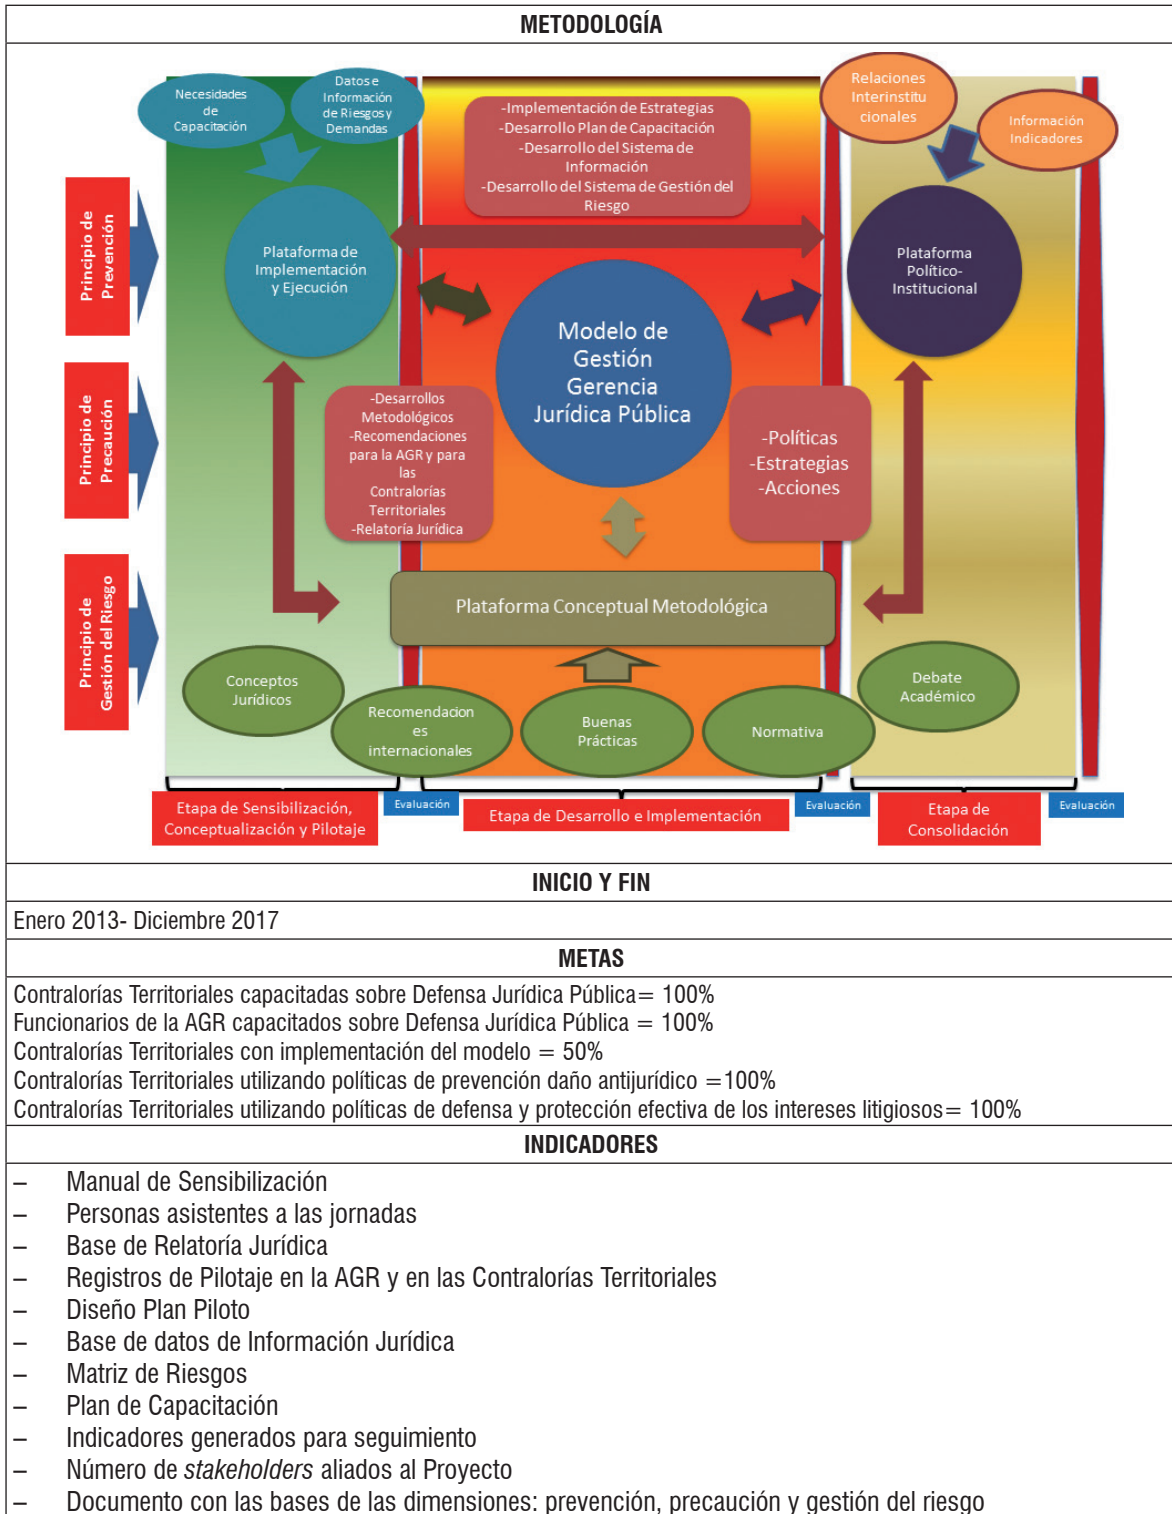 METODOLOGÍA
Necesidades
de
Capacitación
Datos e
Información
de Riesgos y
Demandas
-Implementación de Estrategias
-Desarrollo Plan de Capacitación
-Desarrollo del Sistema de
Información
-Desarrollo del Sistema de Gestión del
Riesgo
Relaciones
Interinstitu
cionales
Información
Indicadores
Principio de
Prevención
Plataforma de
Implementación
y Ejecución
Plataforma
Político-
Institucional
Modelo de
Gestión
Gerencia
Jurídica Pública
Principio de
Precaución
-Desarrollos
Metodológicos
-Recomendaciones
para la AGR y para
las
Contralorías
Territoriales
-Relatoría Jurídica
-Políticas
-Estrategias
-Acciones
Principio de
Gestión del Riesgo
Plataforma Conceptual Metodológica
Conceptos
Jurídicos
Recomendacion
es
internacionales
Buenas
Prácticas
Normativa
Debate
Académico
Etapa de Sensibilización,
Conceptualización y Pilotaje
Evaluación
Etapa de Desarrollo e Implementación
Evaluación
Etapa de
Consolidación
Evaluación
INICIO Y FIN
Enero 2013- Diciembre 2017
METAS
Contralorías Territoriales capacitadas sobre Defensa Jurídica Pública= 100%
Funcionarios de la AGR capacitados sobre Defensa Jurídica Pública = 100%
Contralorías Territoriales con implementación del modelo = 50%
Contralorías Territoriales utilizando políticas de prevención daño antijurídico =100%
Contralorías Territoriales utilizando políticas de defensa y protección efectiva de los intereses litigiosos= 100%
INDICADORES
– Manual de Sensibilización
– Personas asistentes a las jornadas
– Base de Relatoría Jurídica
– Registros de Pilotaje en la AGR y en las Contralorías Territoriales
– Diseño Plan Piloto
– Base de datos de Información Jurídica
– Matriz de Riesgos
– Plan de Capacitación
– Indicadores generados para seguimiento
– Número de stakeholders aliados al Proyecto
– Documento con las bases de las dimensiones: prevención, precaución y gestión del riesgo